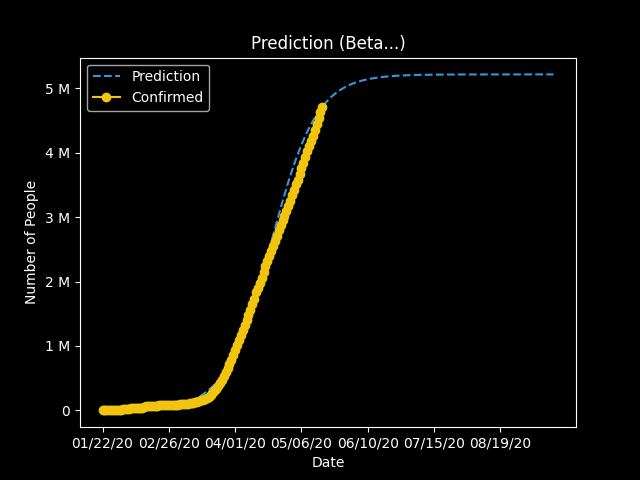 Prediction (Beta...)
Prediction
Confirmed
5 M
4 M
3 M
2 M
1 M
0
Number of People
01/22/20 02/26/20 04/01/20 05/06/20 06/10/20 07/15/20 08/19/20
Date